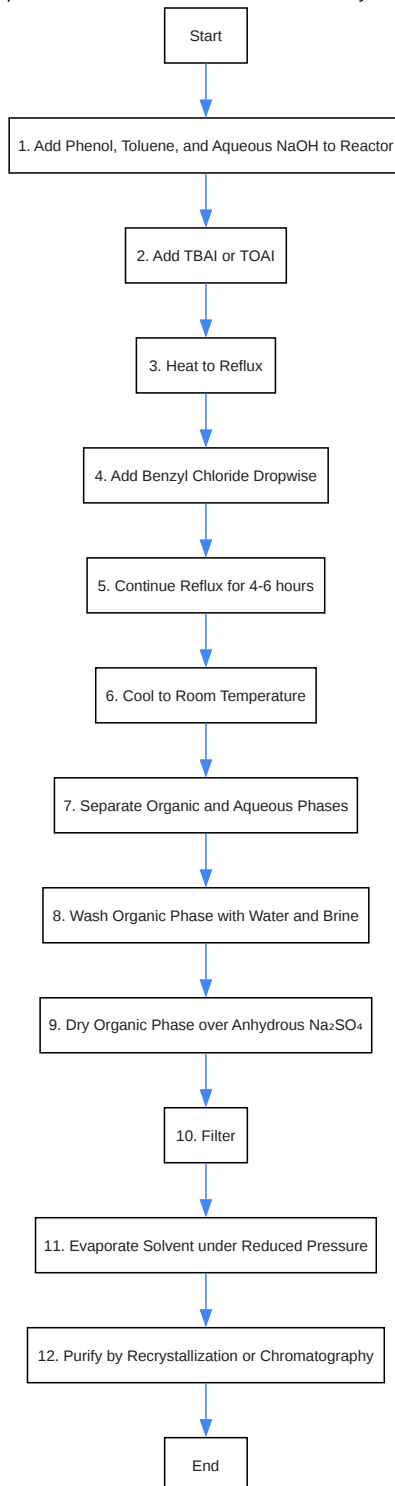 Start
1. Add Phenol, Toluene, and Aqueous NaOH to Reactor
2. Add TBAI or TOAI
3. Heat to Reflux
4. Add Benzyl Chloride Dropwise
5. Continue Reflux for 4-6 hours
6. Cool to Room Temperature
7. Separate Organic and Aqueous Phases
8. Wash Organic Phase with Water and Brine
9. Dry Organic Phase over Anhydrous Na₂SO₄
10. Filter
11. Evaporate Solvent under Reduced Pressure
12. Purify by Recrystallization or Chromatography
End